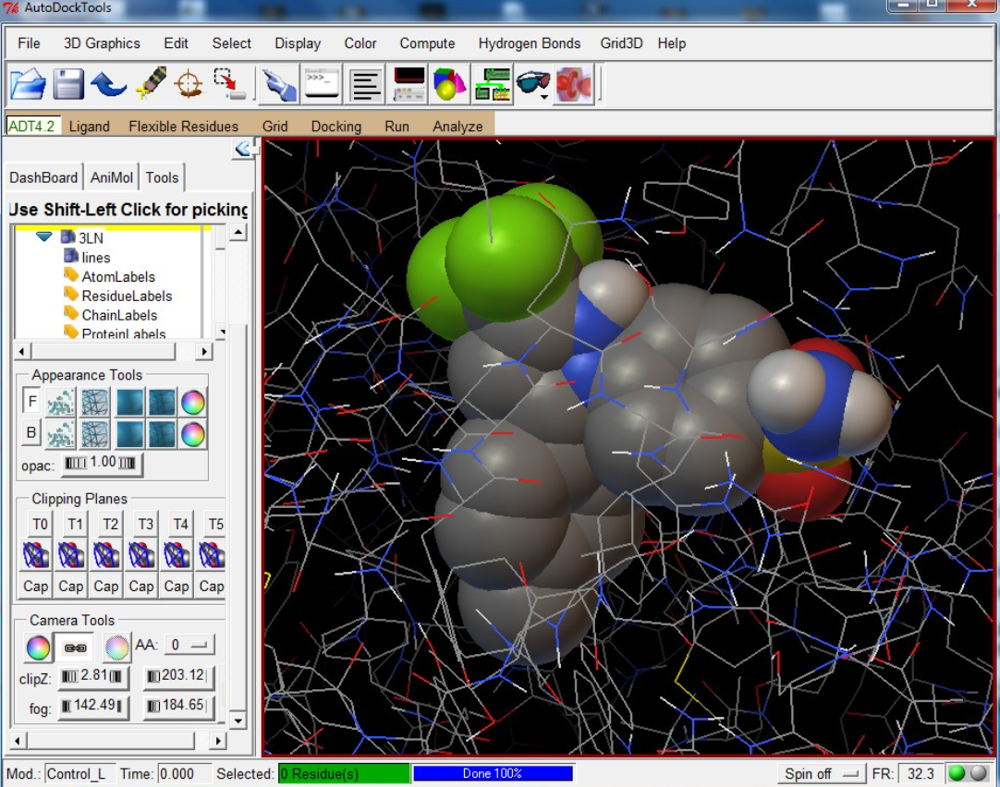 AutoDockTools
File 3D Graphics Edit Select Display Color Compute Hydrogen Bonds Grid3D Help
>>>_
ADT4.2 Ligand Flexible Residues Grid Docking Run Analyze
DashBoard AniMol Tools
Use Shift-Left Click for picking
3LN
lines
AtomLabels
ResidueLabels
ChainLabels
ProteinLabels
Appearance Tools
F
B
opac: 1.00
Clipping Planes
T0 T1 T2 T3 T4 T5
Cap Cap Cap Cap Cap Cap
Camera Tools
AA: 0
clipZ: 2.81 203.12
fog: 142.49 184.65
Mod.: Control_L Time: 0.000 Selected: 0 Residue(s) Done 100% Spin off FR: 32.3